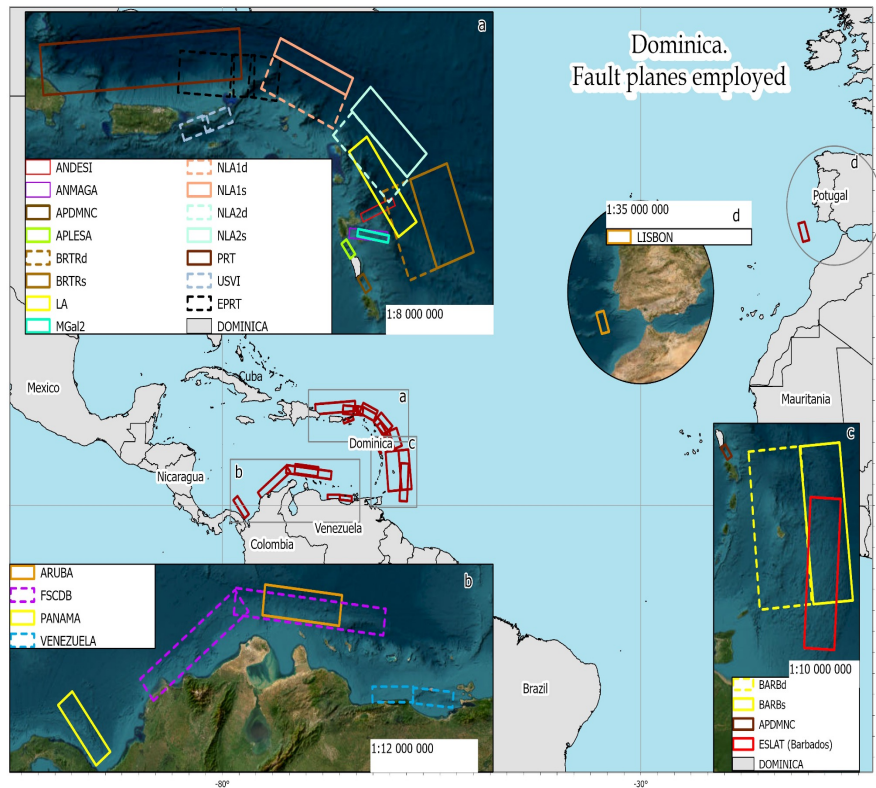 Dominica.
Fault planes employed
a
ANDESI
ANMAGA
APDMNC
APLESA
BRTRd
BRTRs
LA
MGal2
NLA1d
NLA1s
NLA2d
NLA2s
PRT
USVI
EPRT
DOMINICA
1:8 000 000
d
Potugal
1:35 000 000
d
LISBON
Mexico
Cuba
a
Dominica
c
Nicaragua
b
Venezuela
Colombia
Mauritania
Brazil
c
1:10 000 000
BARBd
BARBs
APDMNC
ESLAT (Barbados)
DOMINICA
b
ARUBA
FSCDB
PANAMA
VENEZUELA
1:12 000 000
-80°
-30°